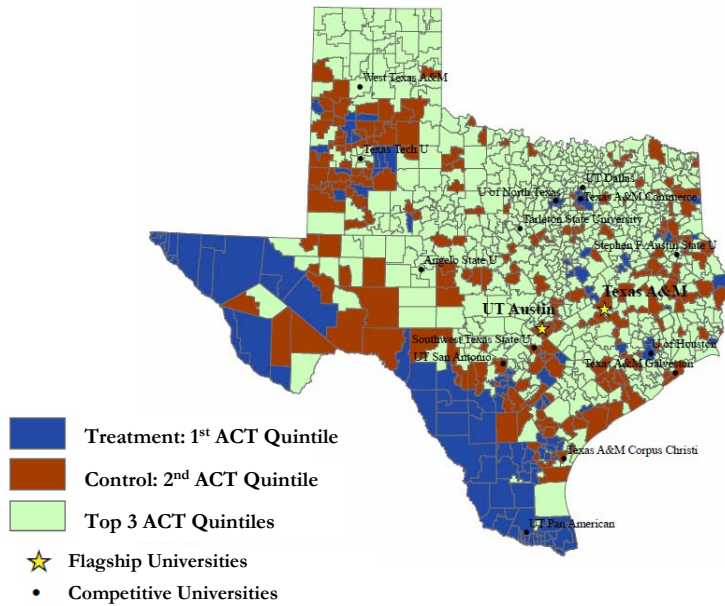 West Texas A&M
Texas Tech U
UT Dallas
U of North Texas
Texas A&M Commerce
Tarleton State University
Stephen F. Austin State U
Angelo State U
Texas A&M
UT Austin
Southwest Texas State U
U of Houston
UT San Antonio
Texas A&M Galveston
Treatment: 1st ACT Quintile
Control: 2nd ACT Quintile
Texas A&M Corpus Christi
Top 3 ACT Quintiles
UT Pan American
Flagship Universities
Competitive Universities